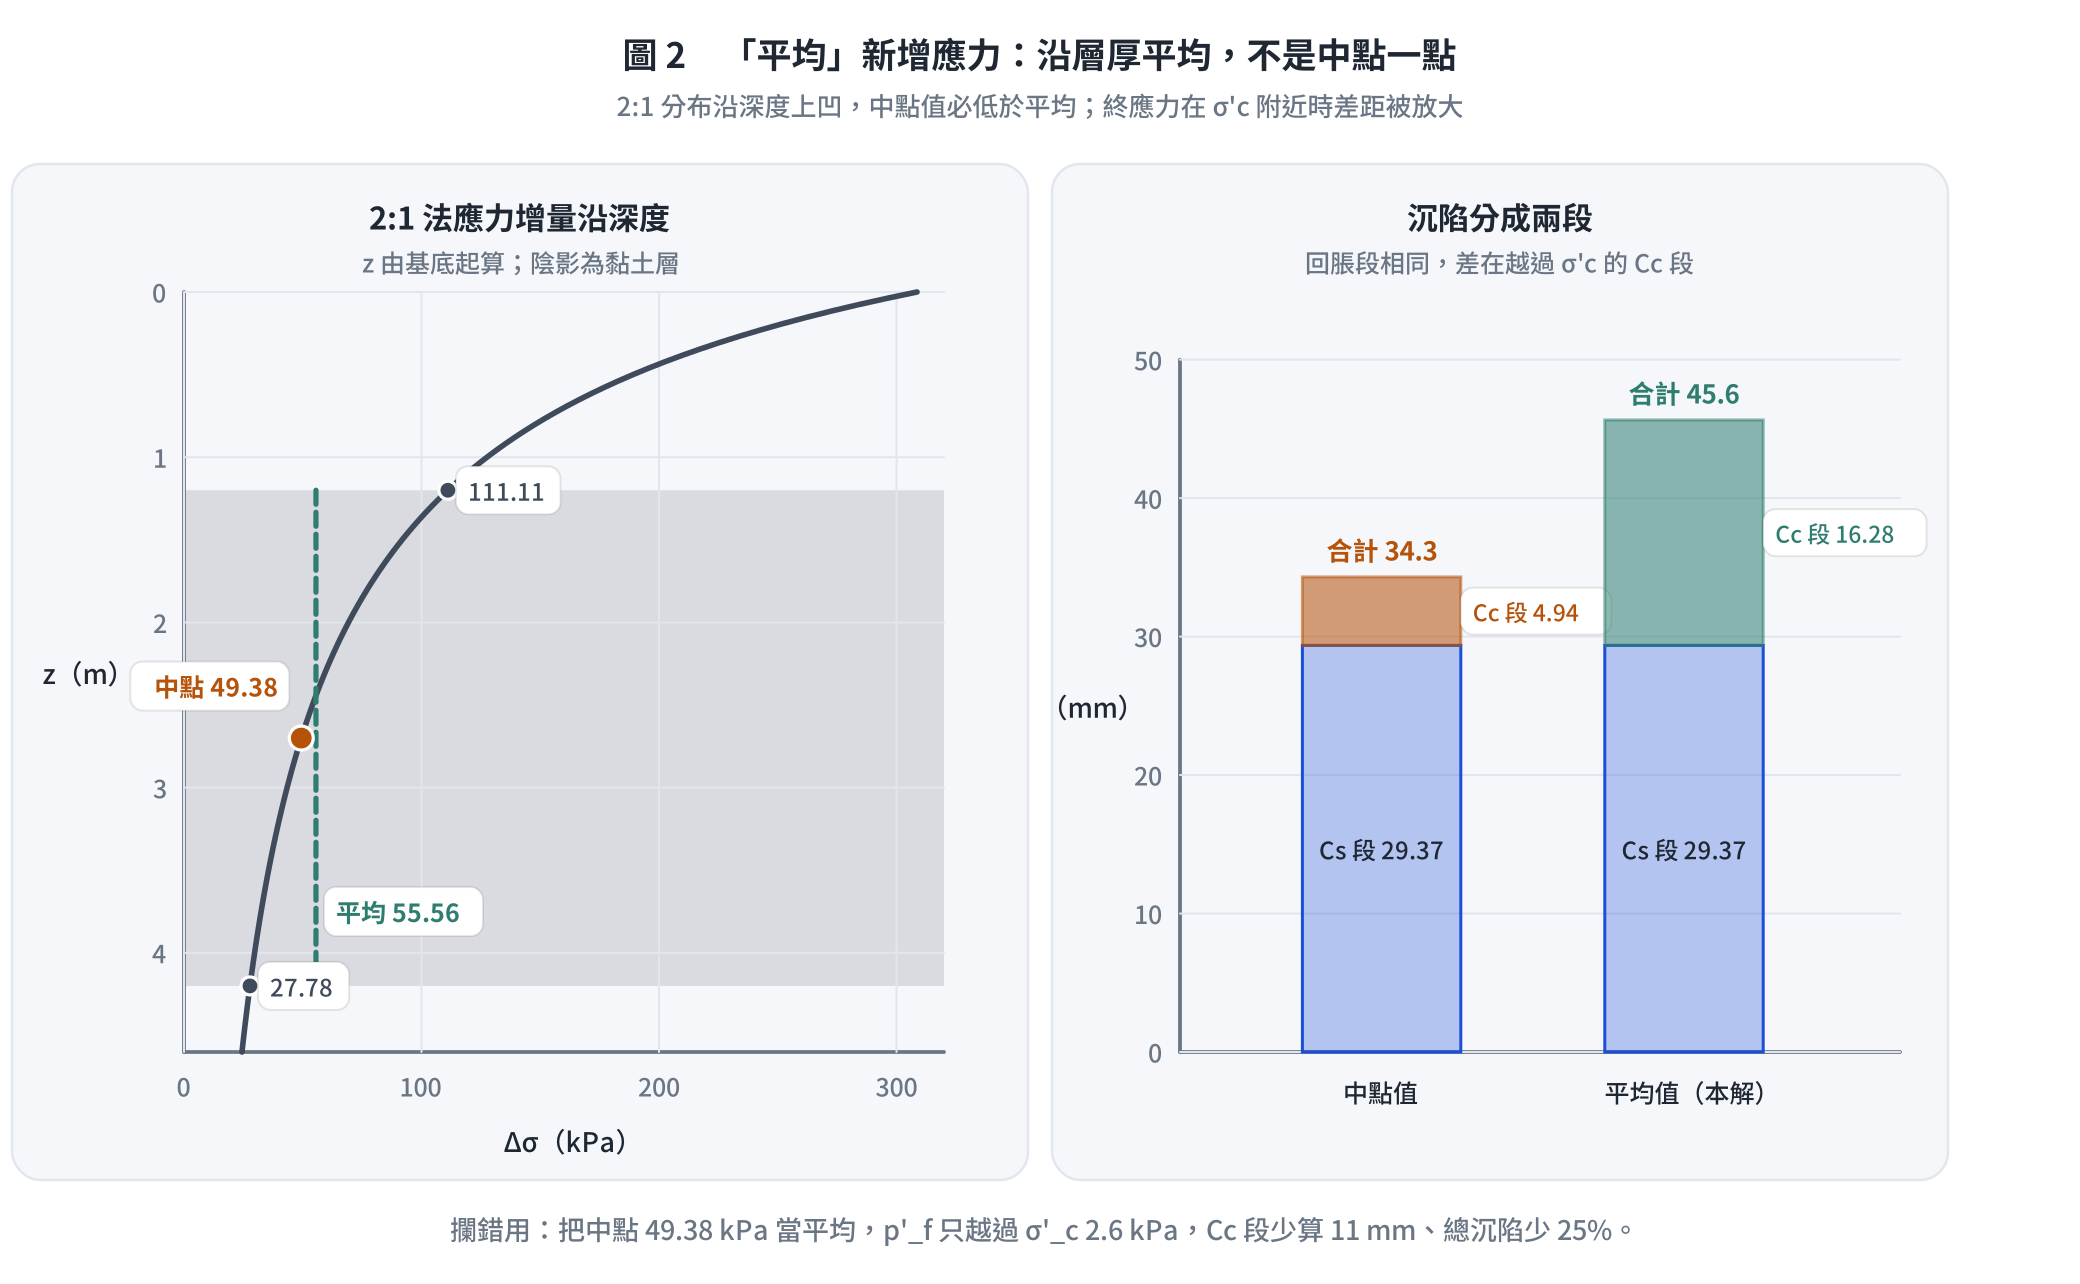 圖 2　「平均」新增應力：沿層厚平均，不是中點一點
2:1 分布沿深度上凹，中點值必低於平均；終應力在 σ'c 附近時差距被放大
2:1 法應力增量沿深度
z 由基底起算；陰影為黏土層
0
1
2
3
4
z（m）
111.11
中點 49.38
平均 55.56
27.78
0
100
200
300
Δσ（kPa）
沉陷分成兩段
回脹段相同，差在越過 σ'c 的 Cc 段
50
40
30
20
10
0
（mm）
合計 34.3
Cc 段 4.94
Cs 段 29.37
合計 45.6
Cc 段 16.28
Cs 段 29.37
中點值
平均值（本解）
攔錯用：把中點 49.38 kPa 當平均，p'_f 只越過 σ'_c 2.6 kPa，Cc 段少算 11 mm、總沉陷少 25%。